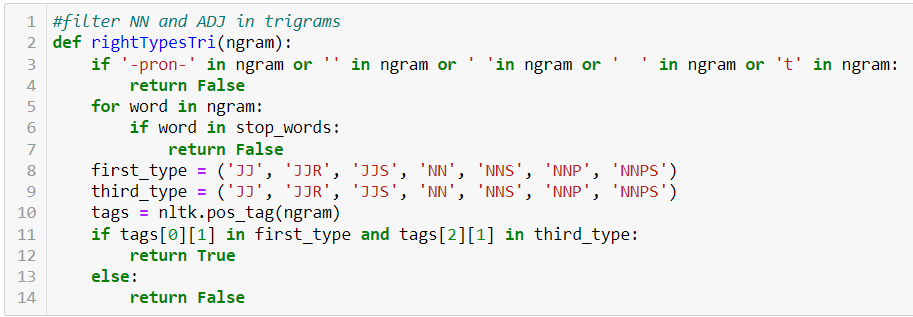 1 #filter NN and ADJ in trigrams
2 def rightTypesTri(ngram):
3     if '-pron-' in ngram or '' in ngram or ' 'in ngram or '  ' in ngram or 't' in ngram:
4         return False
5     for word in ngram:
6         if word in stop_words:
7             return False
8     first_type = ('JJ', 'JJR', 'JJS', 'NN', 'NNS', 'NNP', 'NNPS')
9     third_type = ('JJ', 'JJR', 'JJS', 'NN', 'NNS', 'NNP', 'NNPS')
10     tags = nltk.pos_tag(ngram)
11     if tags[0][1] in first_type and tags[2][1] in third_type:
12         return True
13     else:
14         return False